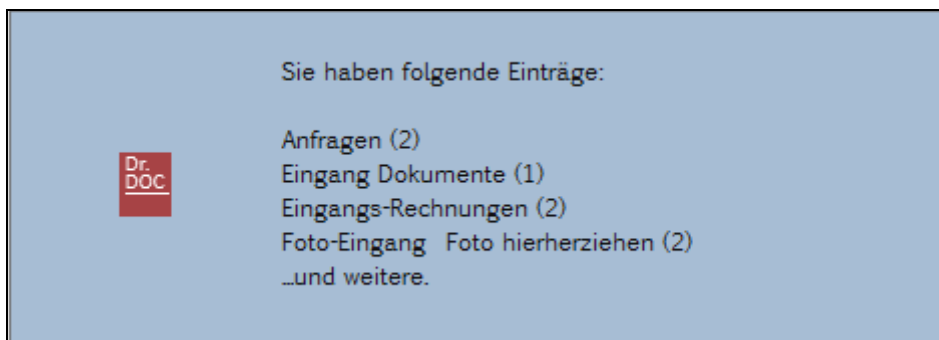 Sie haben folgende Einträge:
Dr.
DOC
Anfragen (2)
Eingang Dokumente (1)
Eingangs-Rechnungen (2)
Foto-Eingang Foto hierherziehen (2)
...und weitere.